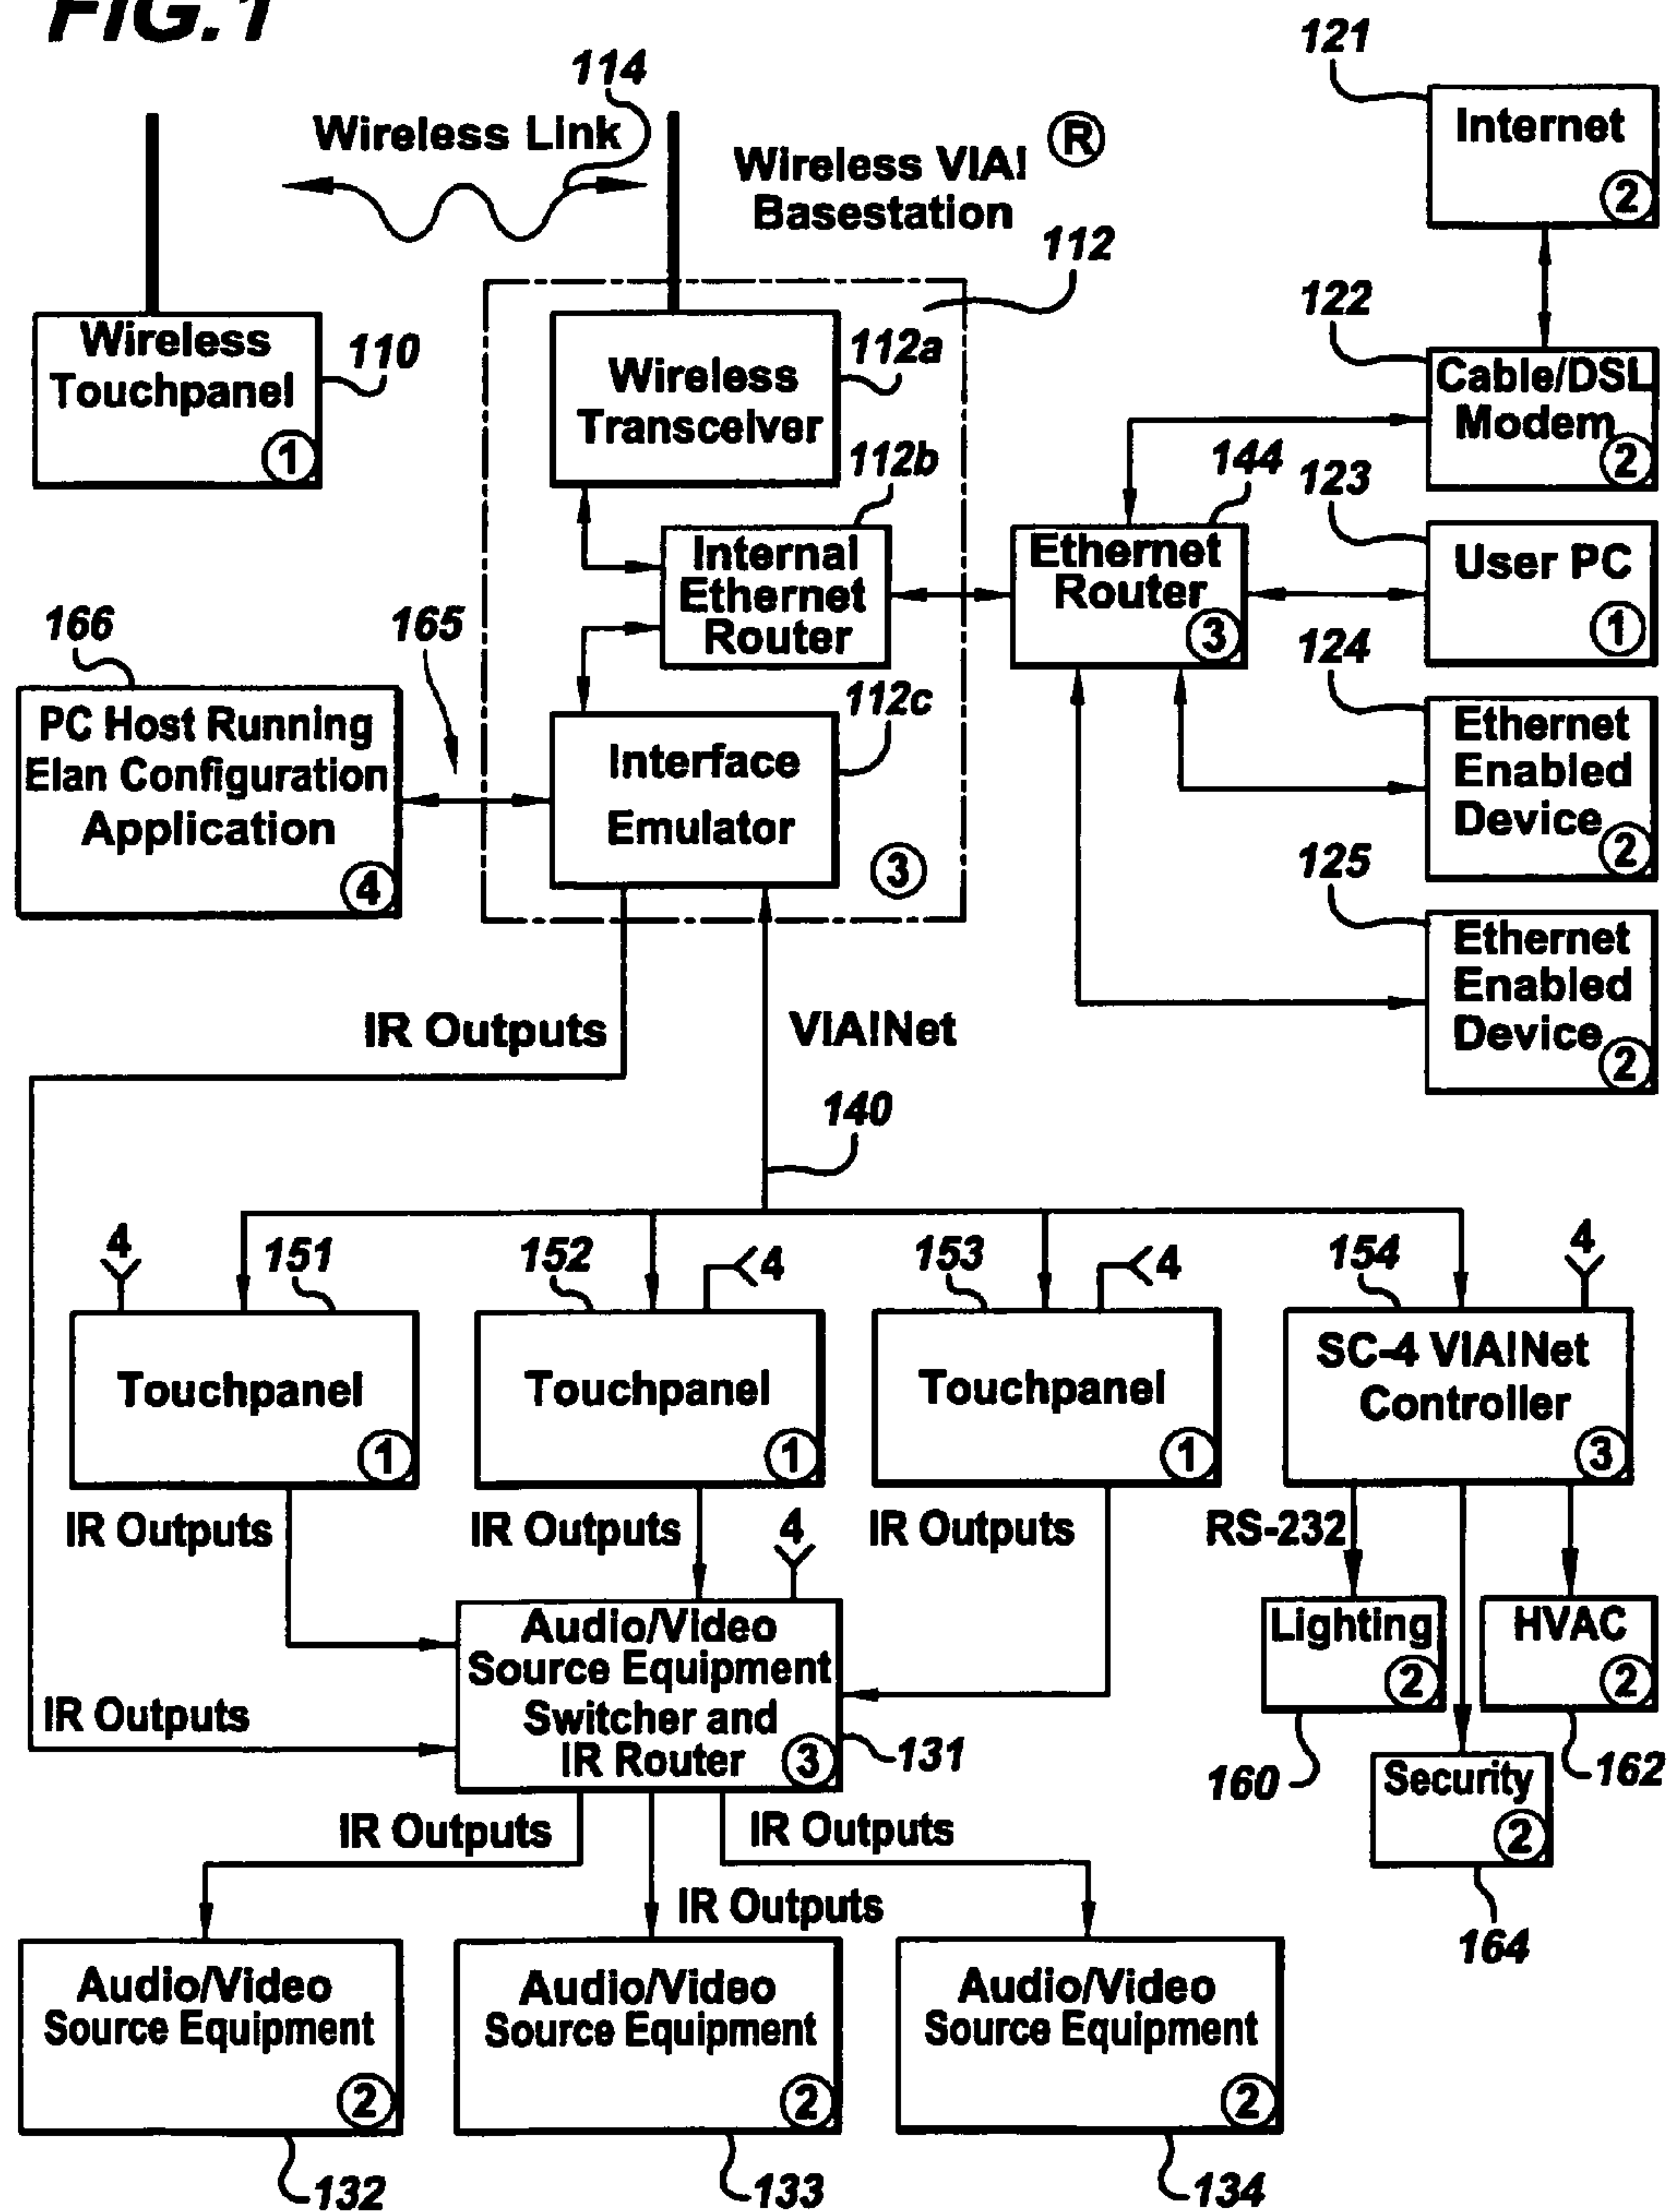 FIG.1
114
Wireless Link
Wireless VIA!
Basestation
R
112
121
Internet
2
Wireless
Touchpanel
1
110
Wireless
Transceiver
112a
122
Cable/DSL
Modem
2
112b
Internal
Ethernet
Router
144
Ethernet
Router
3
123
User PC
1
166
PC Host Running
Elan Configuration
Application
4
165
112c
Interface
Emulator
3
124
Ethernet
Enabled
Device
2
125
Ethernet
Enabled
Device
2
IR Outputs
VIA!Net
140
4
151
Touchpanel
1
152
4
Touchpanel
1
153
4
Touchpanel
1
154
4
SC-4 VIA!Net
Controller
3
IR Outputs
IR Outputs
4
IR Outputs
RS-232
Audio/Video
Source Equipment
Switcher and
IR Router
3
131
IR Outputs
Lighting
2
160
HVAC
2
162
Security
2
164
IR Outputs
IR Outputs
IR Outputs
Audio/Video
Source Equipment
2
132
Audio/Video
Source Equipment
2
133
Audio/Video
Source Equipment
2
134